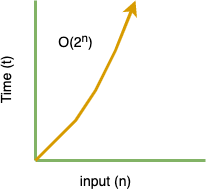 O(2ⁿ)
Time (t)
input (n)